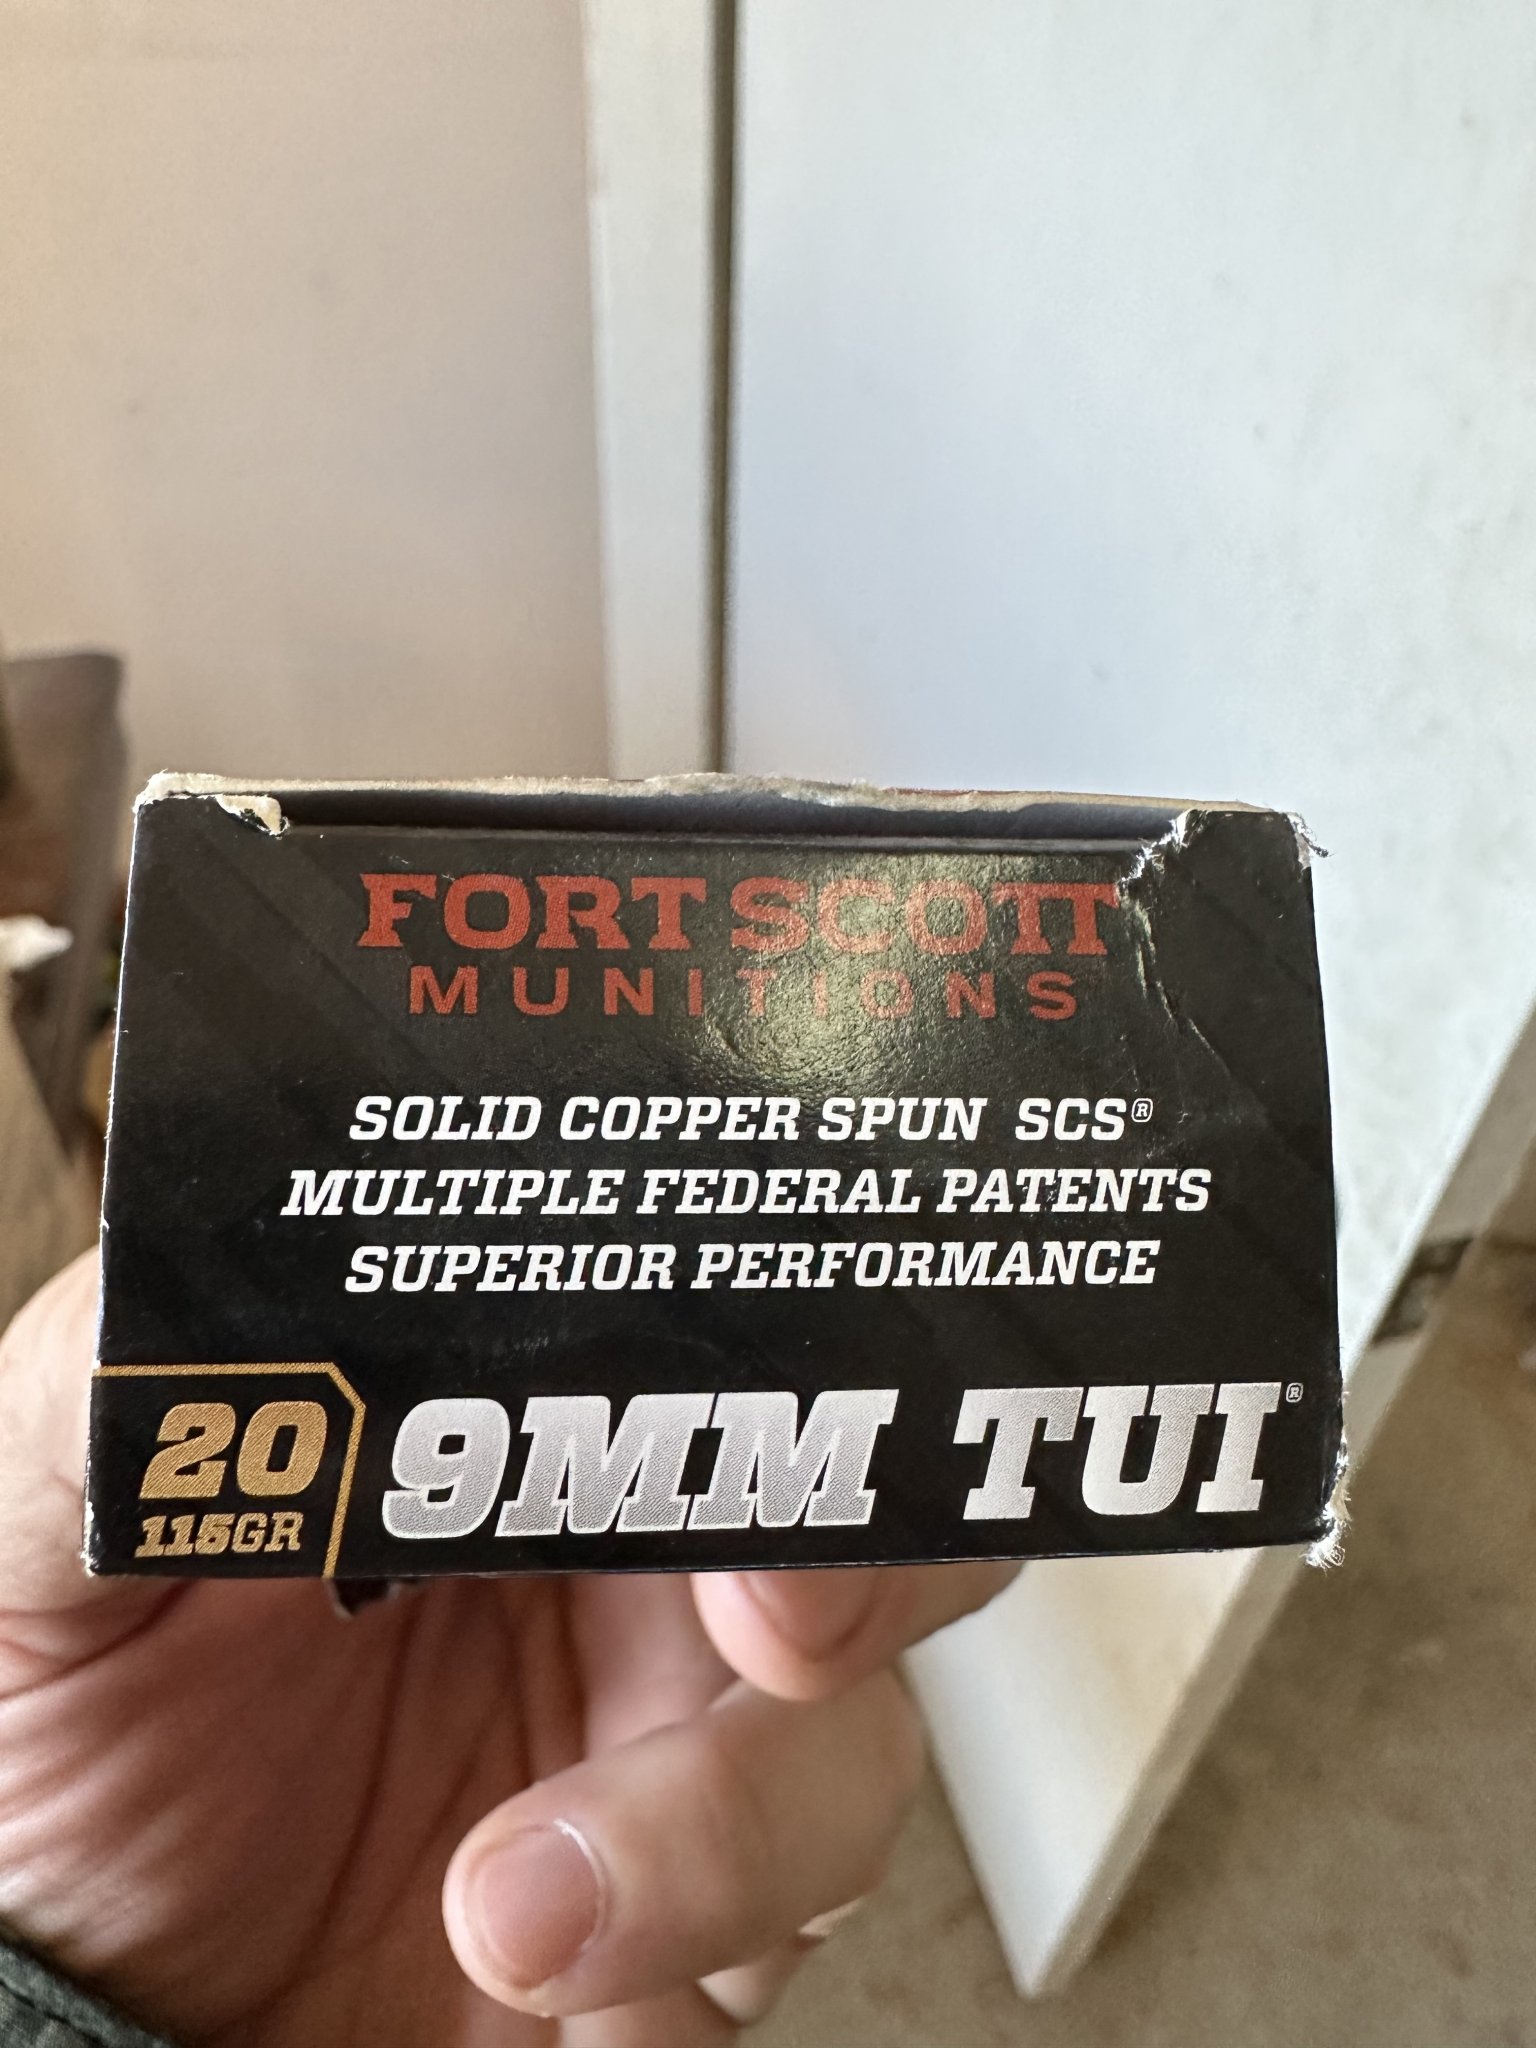 FORT SCOTT
MUNITIONS
SOLID COPPER SPUN SCS®
MULTIPLE FEDERAL PATENTS
SUPERIOR PERFORMANCE
20
115GR
9MM TUI®